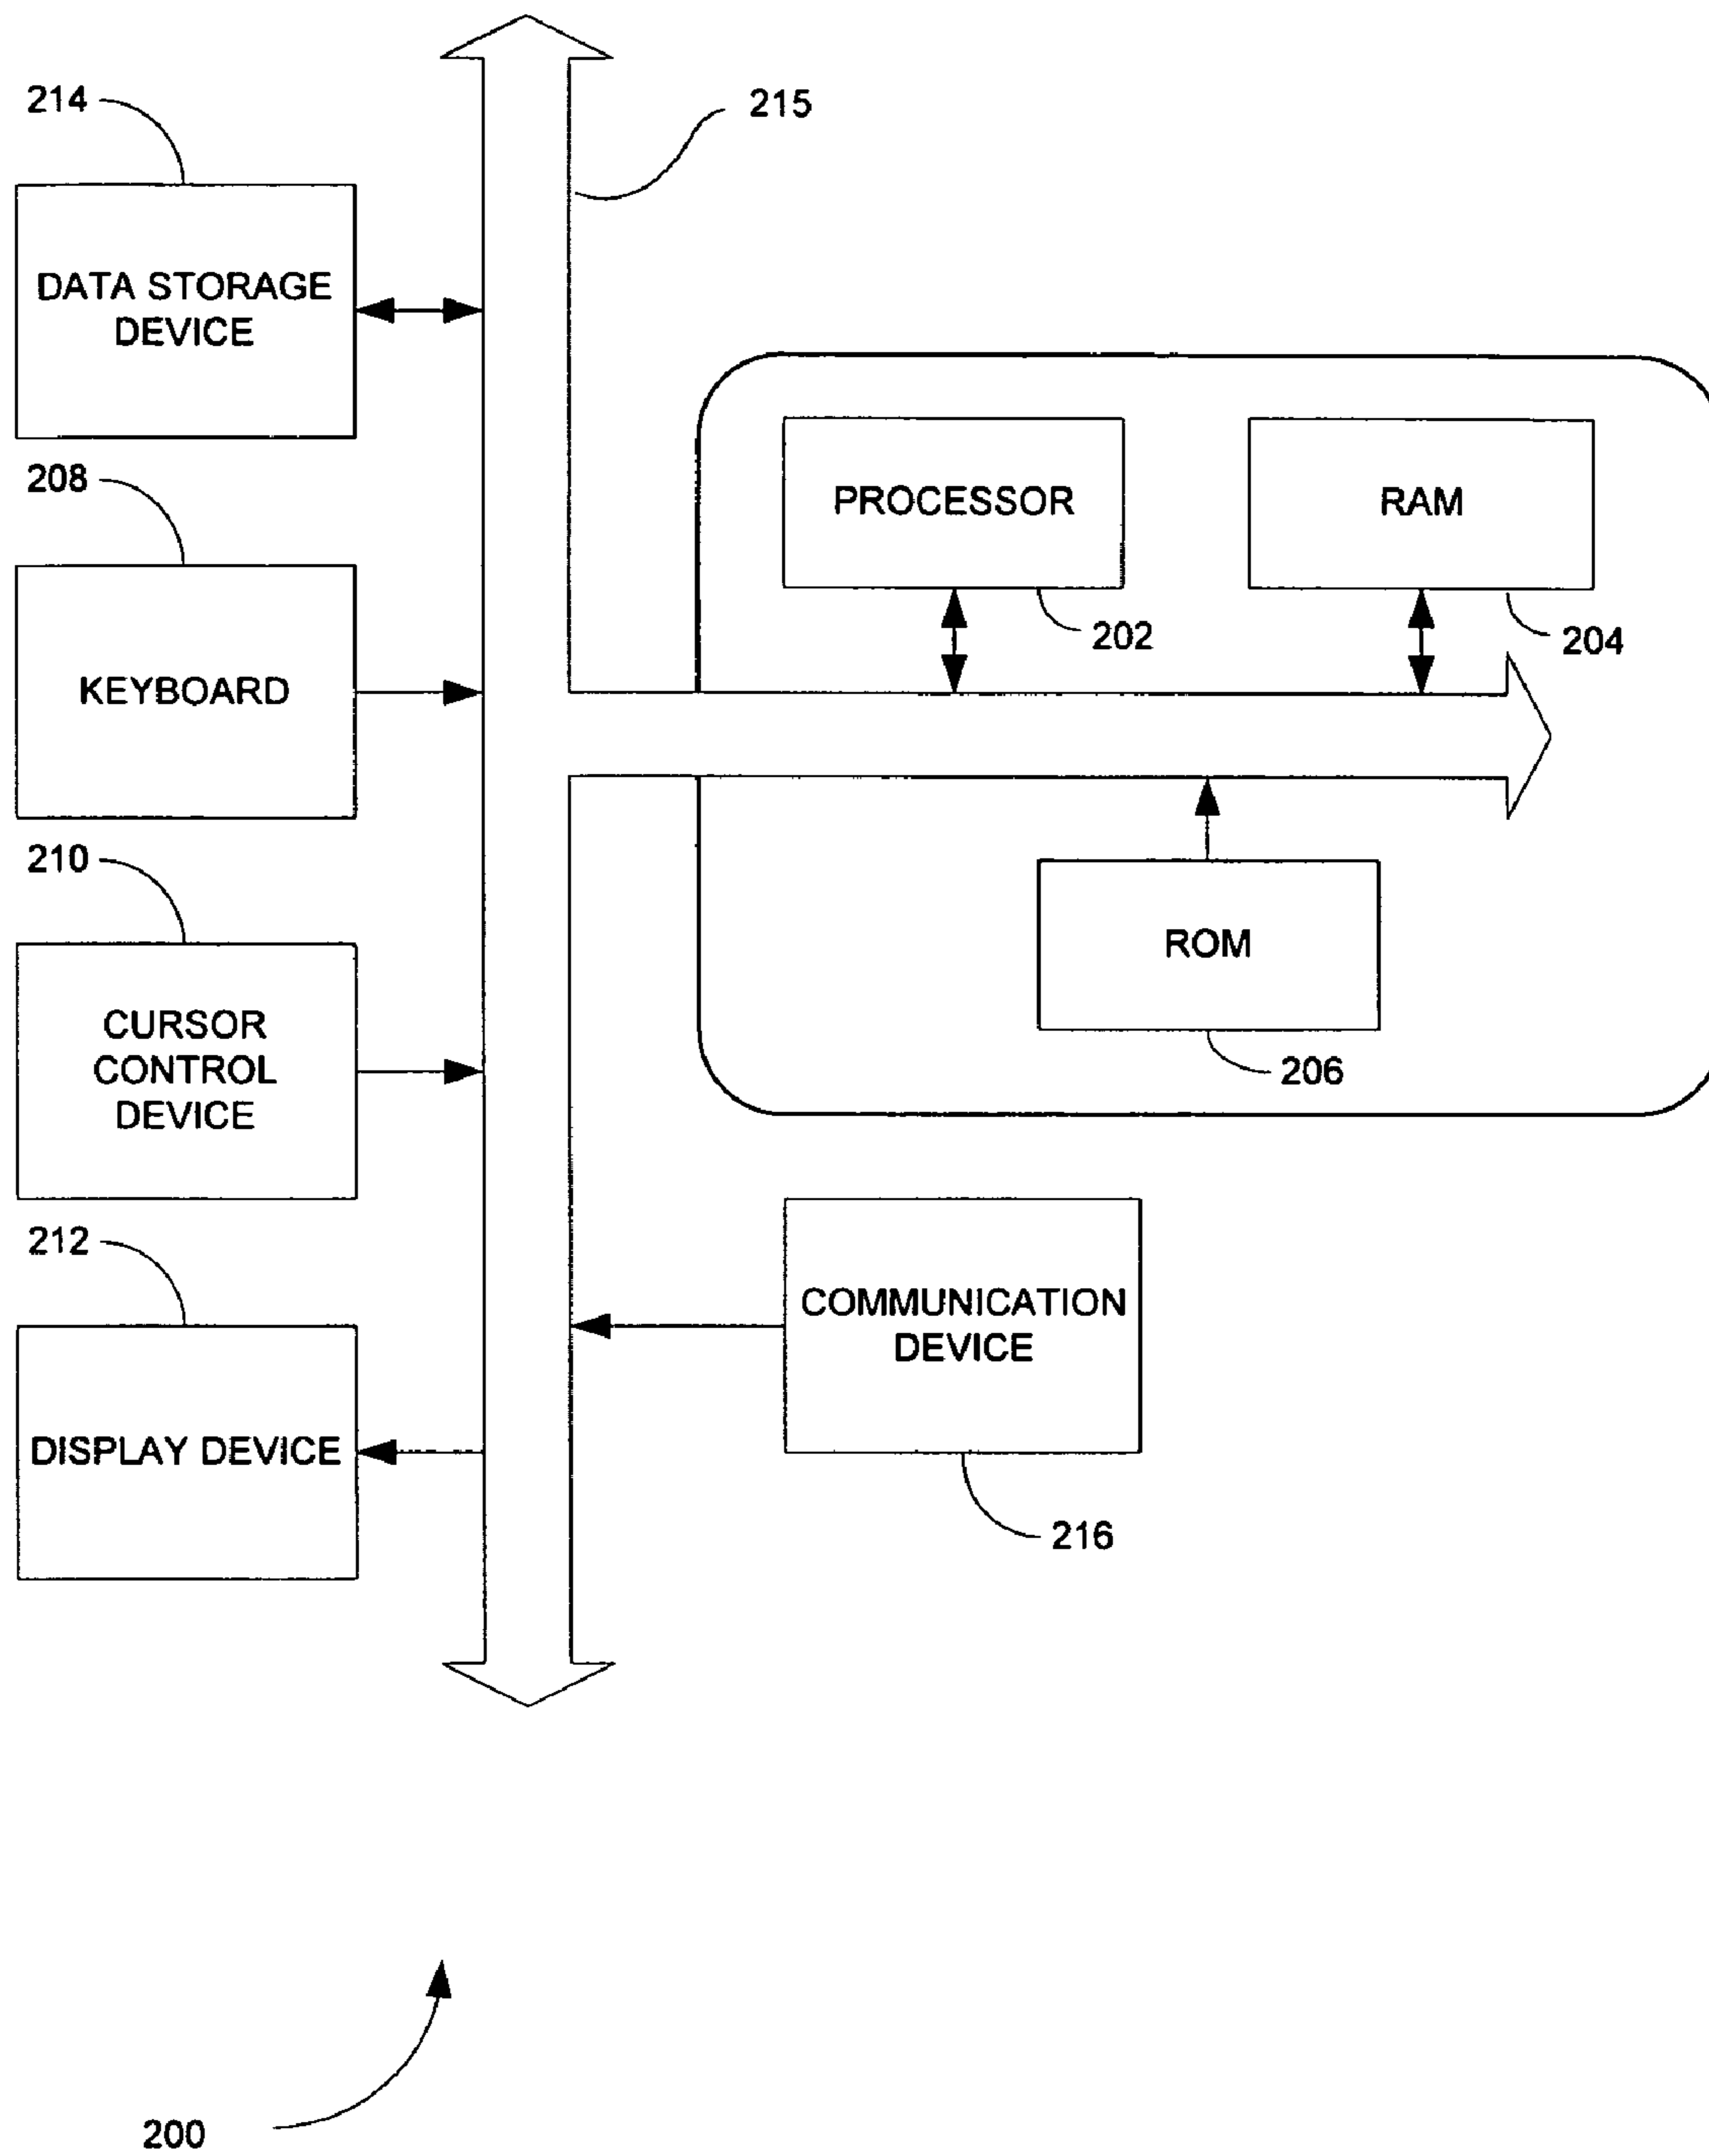 214
215
DATA STORAGE
DEVICE
208
PROCESSOR
RAM
202
204
KEYBOARD
210
ROM
CURSOR
CONTROL
DEVICE
206
212
COMMUNICATION
DEVICE
DISPLAY DEVICE
216
200